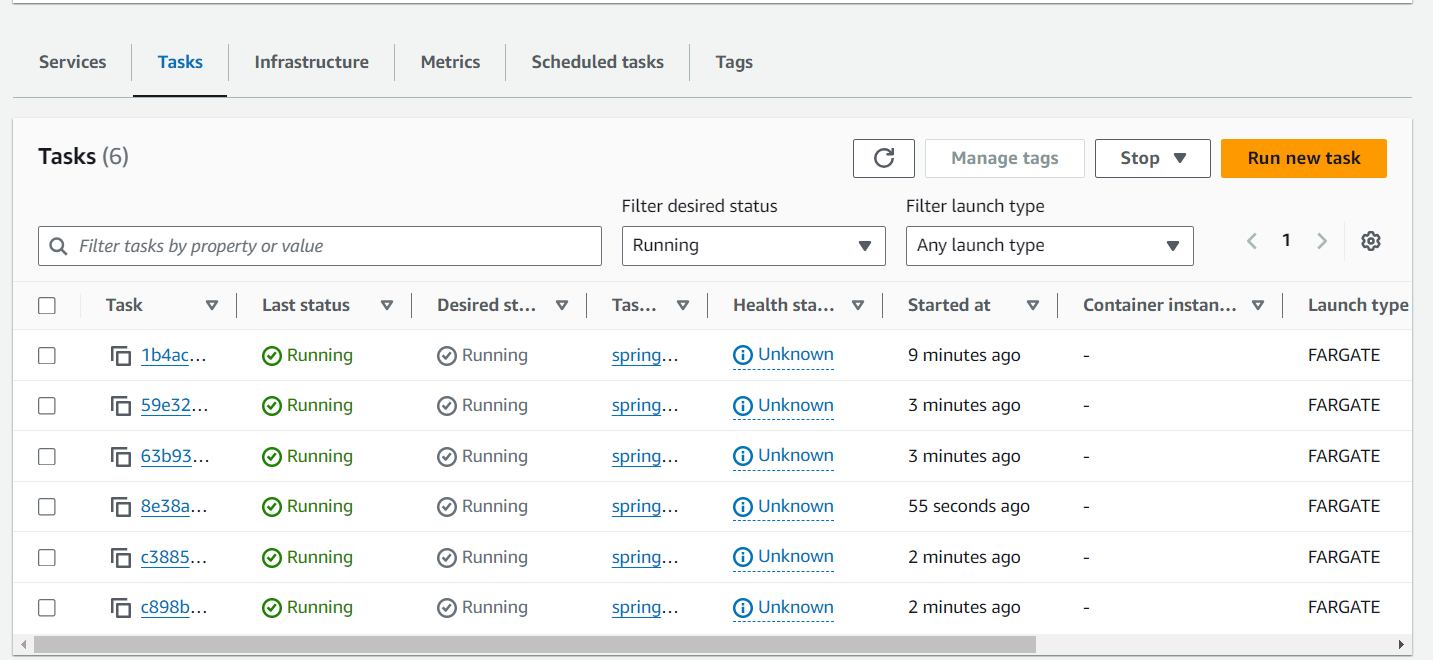 Services Tasks Infrastructure Metrics Scheduled tasks Tags
Tasks (6) Manage tags Stop Run new task
Filter desired status Filter launch type
Filter tasks by property or value Running Any launch type 1
Task Last status Desired st... Tas... Health sta... Started at Container instan... Launch type
1b4ac... Running Running spring... Unknown 9 minutes ago - FARGATE
59e32... Running Running spring... Unknown 3 minutes ago - FARGATE
63b93... Running Running spring... Unknown 3 minutes ago - FARGATE
8e38a... Running Running spring... Unknown 55 seconds ago - FARGATE
c3885... Running Running spring... Unknown 2 minutes ago - FARGATE
c898b... Running Running spring... Unknown 2 minutes ago - FARGATE